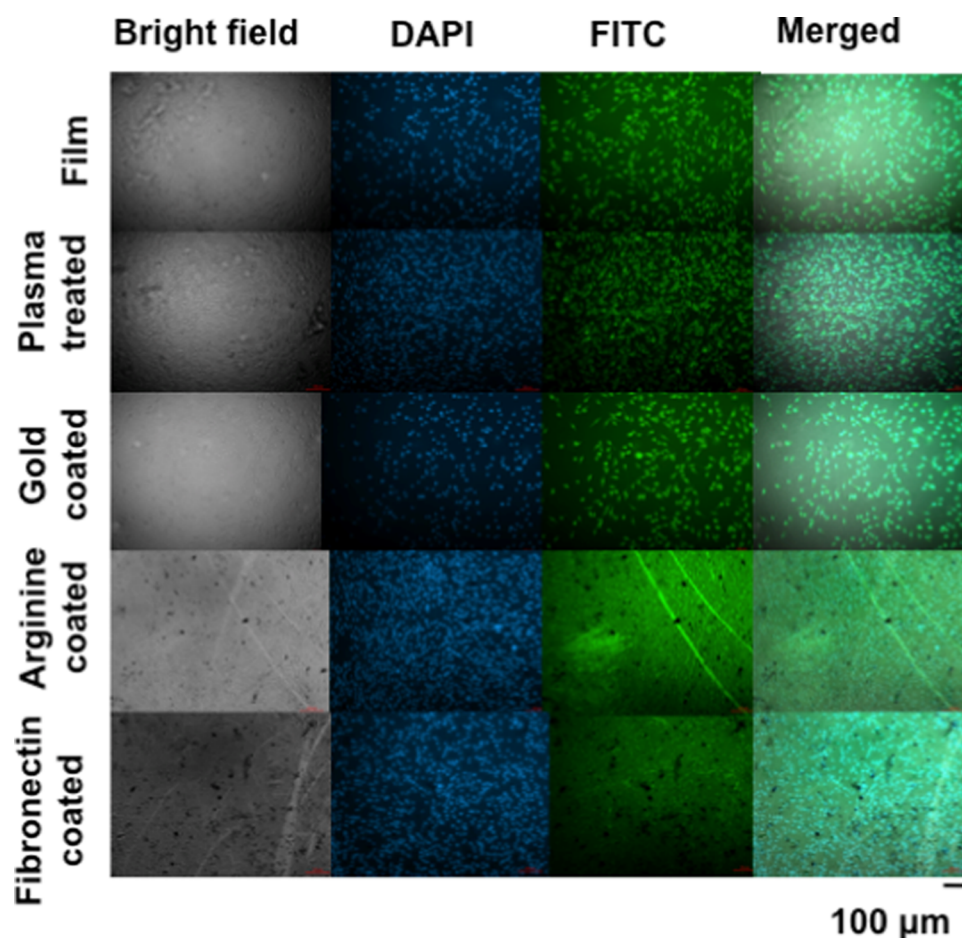 Bright field DAPI FITC Merged
Film
Plasma
treated
Gold
coated
Arginine
coated
Fibronectin
coated
100 µm